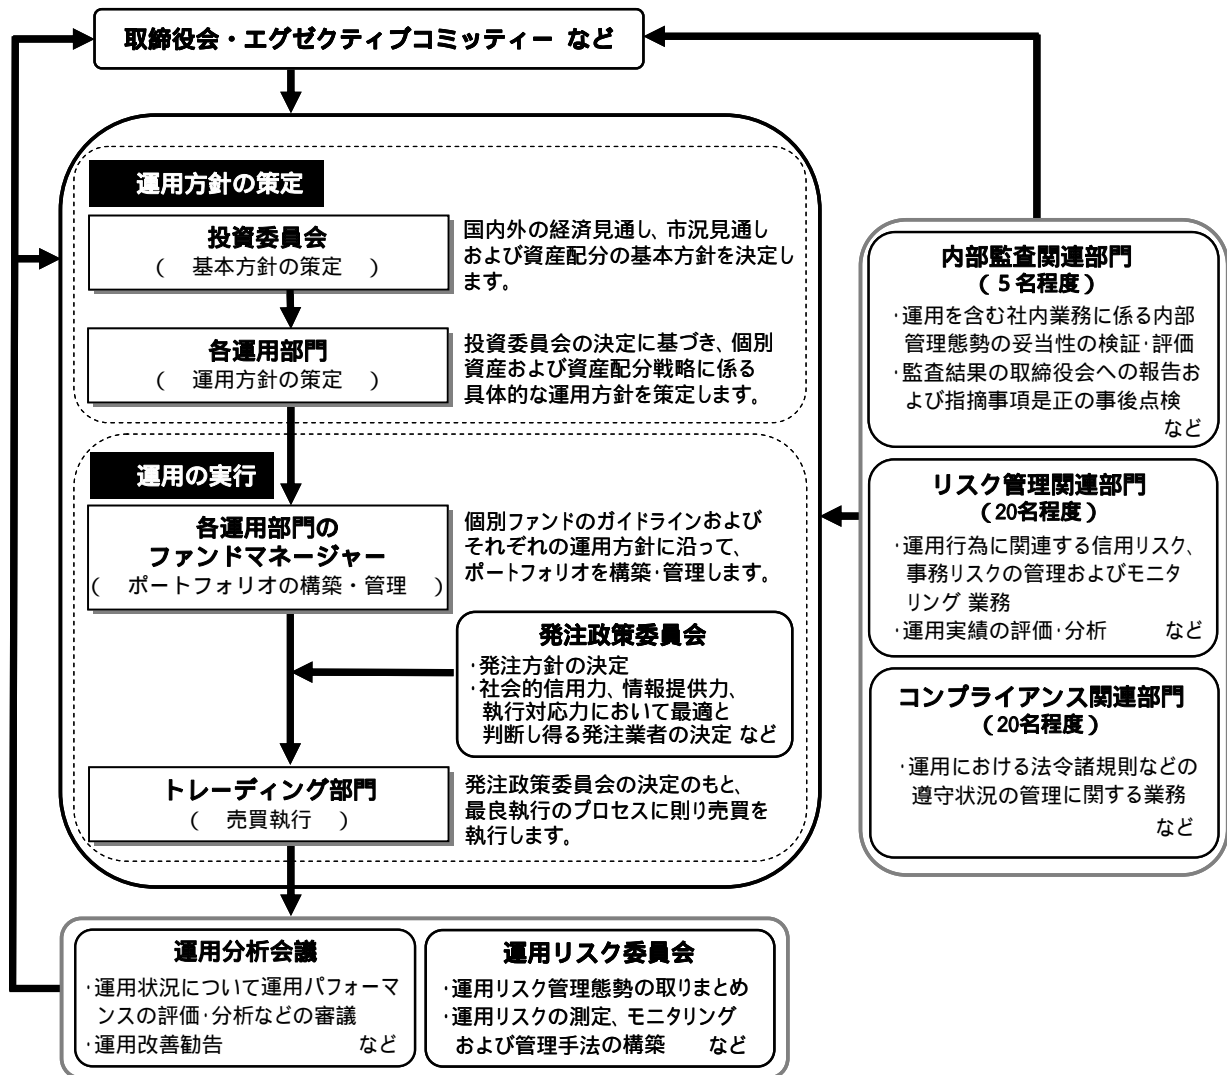 取締役会・エグゼクティブコミッティー など
運用方針の策定
投資委員会
( 基本方針の策定 )
国内外の経済見通し、市況見通し
および資産配分の基本方針を決定し
ます。
各運用部門
( 運用方針の策定 )
投資委員会の決定に基づき、個別
資産および資産配分戦略に係る
具体的な運用方針を策定します。
運用の実行
各運用部門の
ファンドマネージャー
( ポートフォリオの構築・管理 )
個別ファンドのガイドラインおよび
それぞれの運用方針に沿って、
ポートフォリオを構築・管理します。
発注政策委員会
・発注方針の決定
・社会的信用力、情報提供力、
執行対応力において最適と
判断し得る発注業者の決定 など
トレーディング部門
( 売買執行 )
発注政策委員会の決定のもと、
最良執行のプロセスに則り売買を
執行します。
内部監査関連部門
(5名程度)
・運用を含む社内業務に係る内部
管理態勢の妥当性の検証・評価
・監査結果の取締役会への報告お
よび指摘事項是正の事後点検
など
リスク管理関連部門
(20名程度)
・運用行為に関連する信用リスク、
事務リスクの管理およびモニタ
リング 業務
・運用実績の評価・分析 など
コンプライアンス関連部門
(20名程度)
・運用における法令諸規則などの
遵守状況の管理に関する業務
など
運用分析会議
・運用状況について運用パフォーマ
ンスの評価・分析などの審議
・運用改善勧告 など
運用リスク委員会
・運用リスク管理態勢の取りまとめ
・運用リスクの測定、モニタリング
および管理手法の構築 など